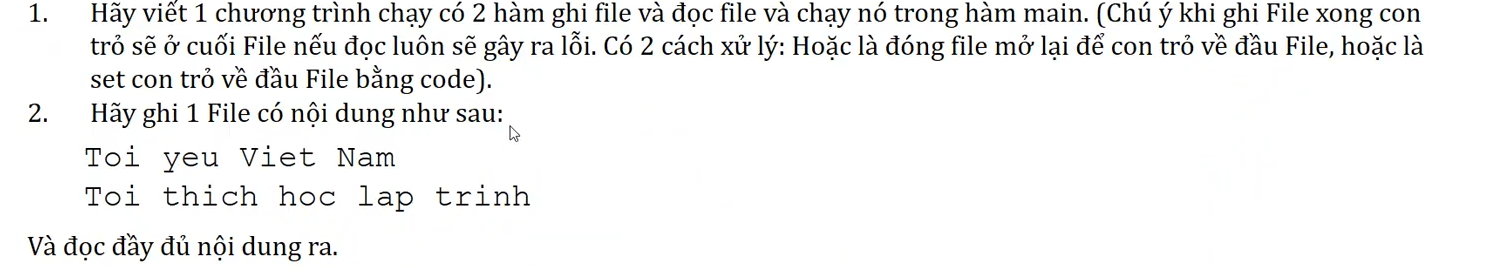 1. Hãy viết 1 chương trình chạy có 2 hàm ghi file và đọc file và chạy nó trong hàm main. (Chú ý khi ghi File xong con
trỏ sẽ ở cuối File nếu đọc luôn sẽ gây ra lỗi. Có 2 cách xử lý: Hoặc là đóng file mở lại để con trỏ về đầu File, hoặc là
set con trỏ về đầu File bằng code).
2. Hãy ghi 1 File có nội dung như sau:
Toi yeu Viet Nam
Toi thich hoc lap trinh
Và đọc đầy đủ nội dung ra.